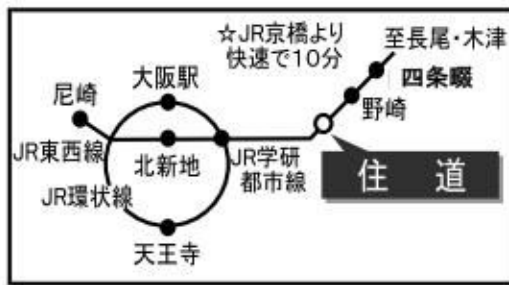 ☆JR京橋より
快速で10分
至長尾・木津
四条畷
野崎
大阪駅
尼崎
JR東西線
北新地
JR学研
都市線
JR環状線
天王寺
住 道